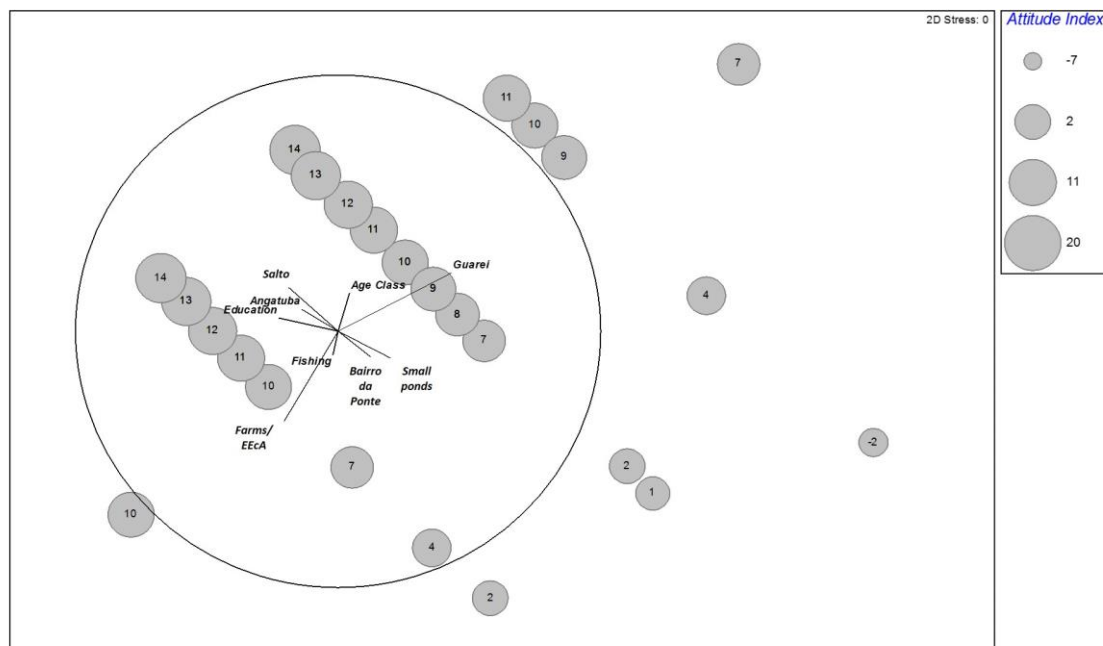 2D Stress: 0
Attitude Index
-7
2
11
20
7
11
10
9
14
13
12
11
10
9
8
7
Guarei
Salto
Age Class
Angatuba
Education
14
13
12
11
10
4
Fishing
Bairro
da
Ponte
Small
ponds
Farms/
EEcA
7
-2
2
1
10
4
2